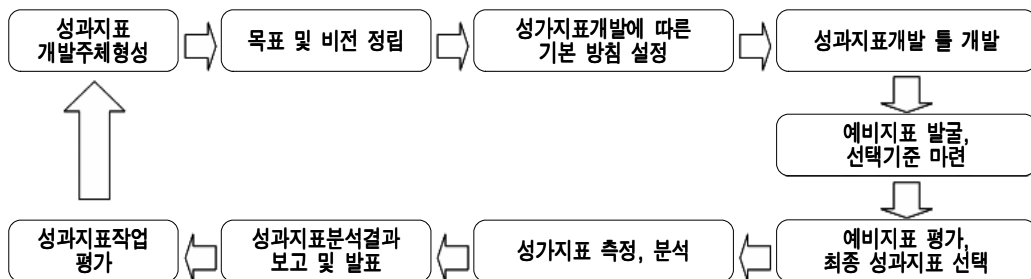 성과지표
개발주체형성
목표 및 비전 정립
성가지표개발에 따른
기본 방침 설정
성과지표개발 틀 개발
예비지표 발굴,
선택기준 마련
예비지표 평가,
최종 성과지표 선택
성가지표 측정, 분석
성과지표분석결과
보고 및 발표
성과지표작업
평가